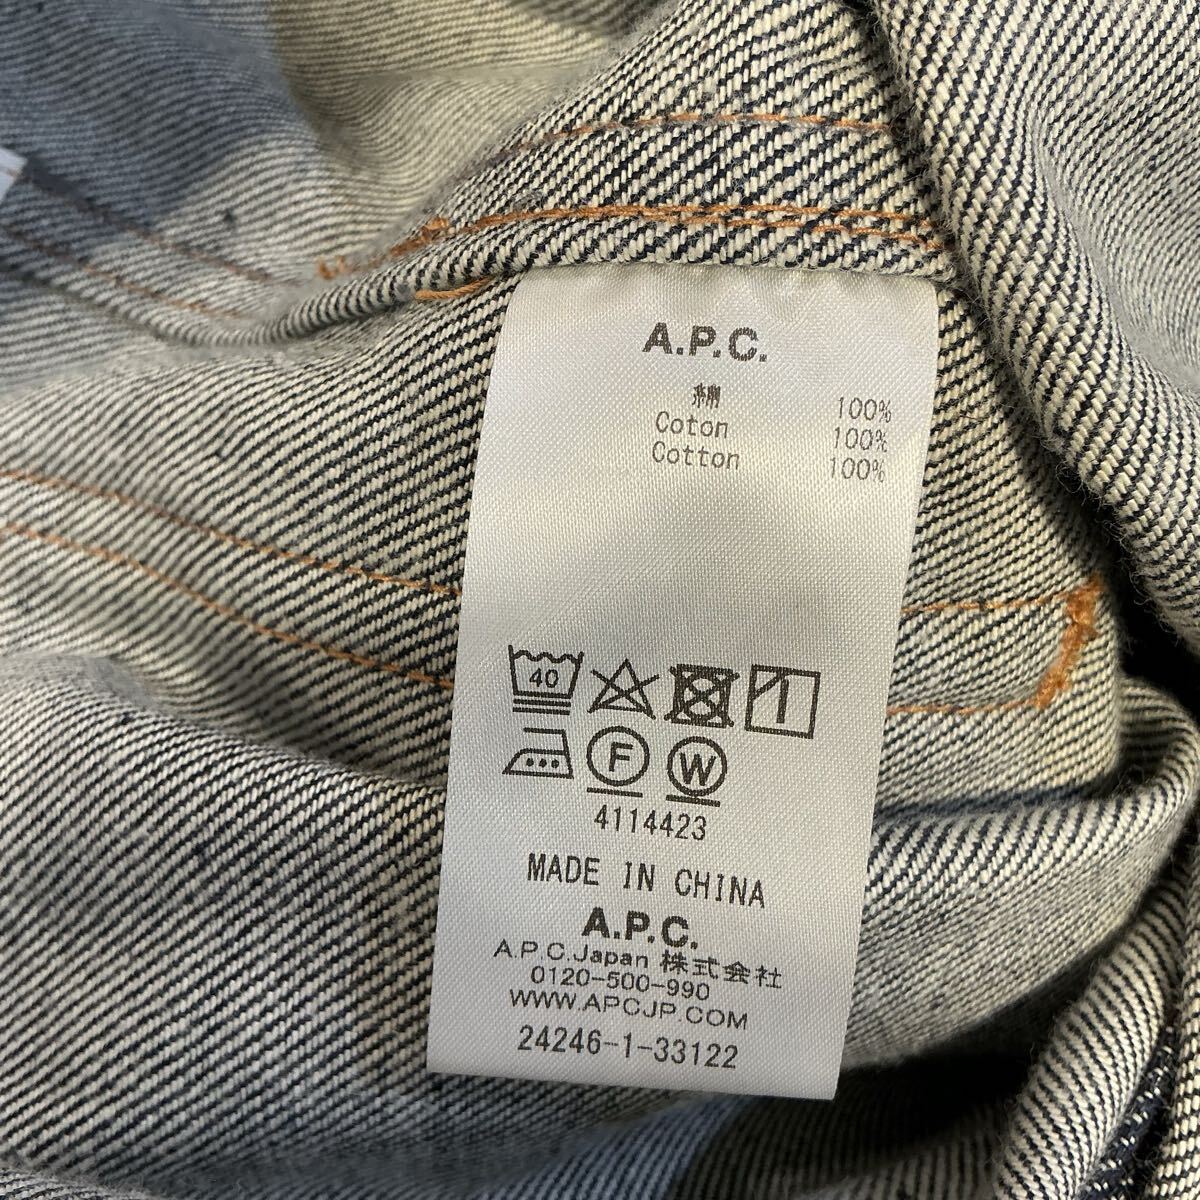 A.P.C.
綿 100%
Coton 100%
Cotton 100%
40
F W
4114423
MADE IN CHINA
A.P.C.
A.P.C.Japan 株式会社
0120-500-990
WWW.APCJP.COM
24246-1-33122